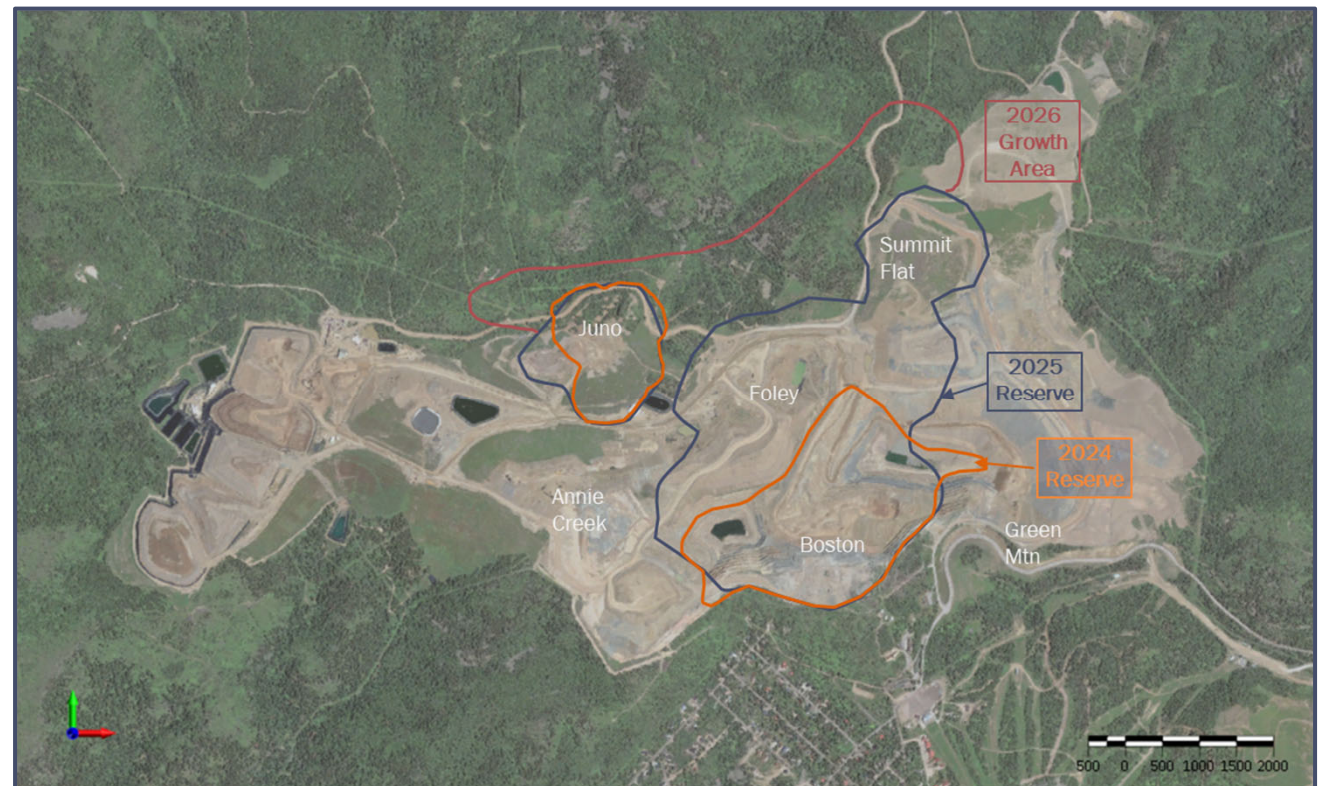 2026
Growth
Area
Summit
Flat
Juno
2025
Reserve
Foley
2024
Reserve
Annie
Creek
Green
Mtn
Boston
500 0 500 1000 1500 2000